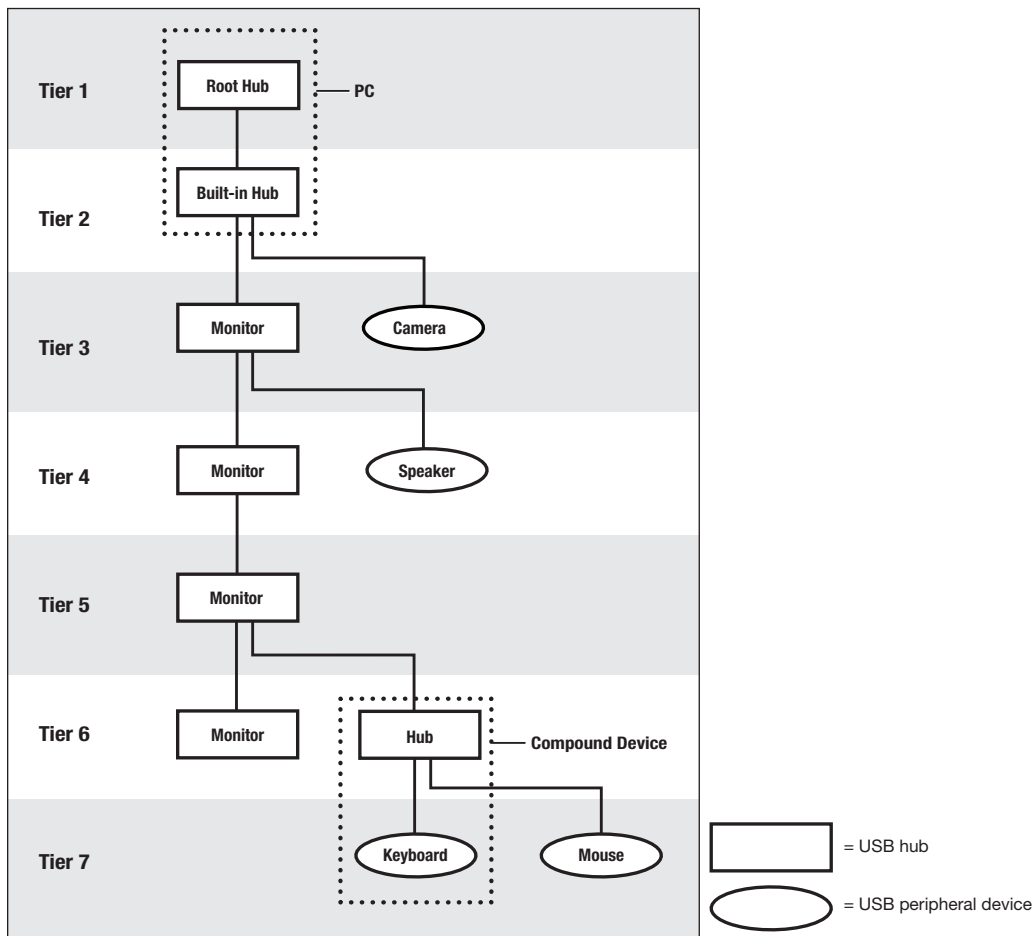 Tier 1
Root Hub
PC
Built-in Hub
Tier 2
Monitor
Camera
Tier 3
Monitor
Speaker
Tier 4
Monitor
Tier 5
Monitor
Hub
Compound Device
Tier 6
Keyboard
Mouse
Tier 7
= USB hub
= USB peripheral device